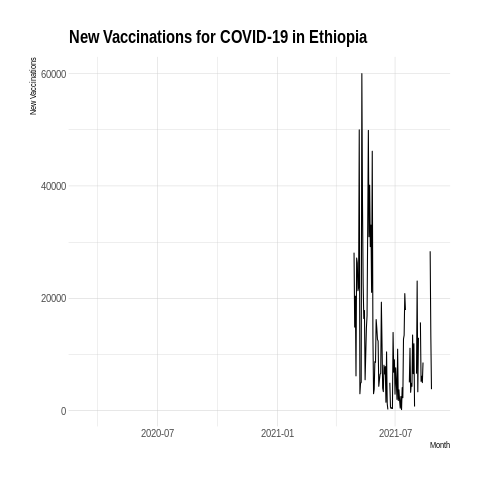 New Vaccinations for COVID-19 in Ethiopia
New Vaccinations
60000
40000
20000
0
2020-07
2021-01
2021-07
Month